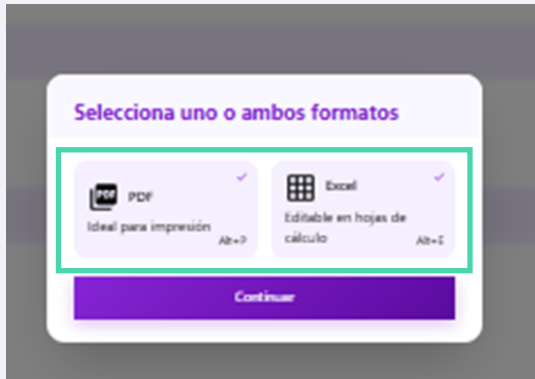 Selecciona uno o ambos formatos
PDF
PDF
Ideal para impresión
Alt+P
Excel
Editable en hojas de
cálculo
Alt+E
Continuar